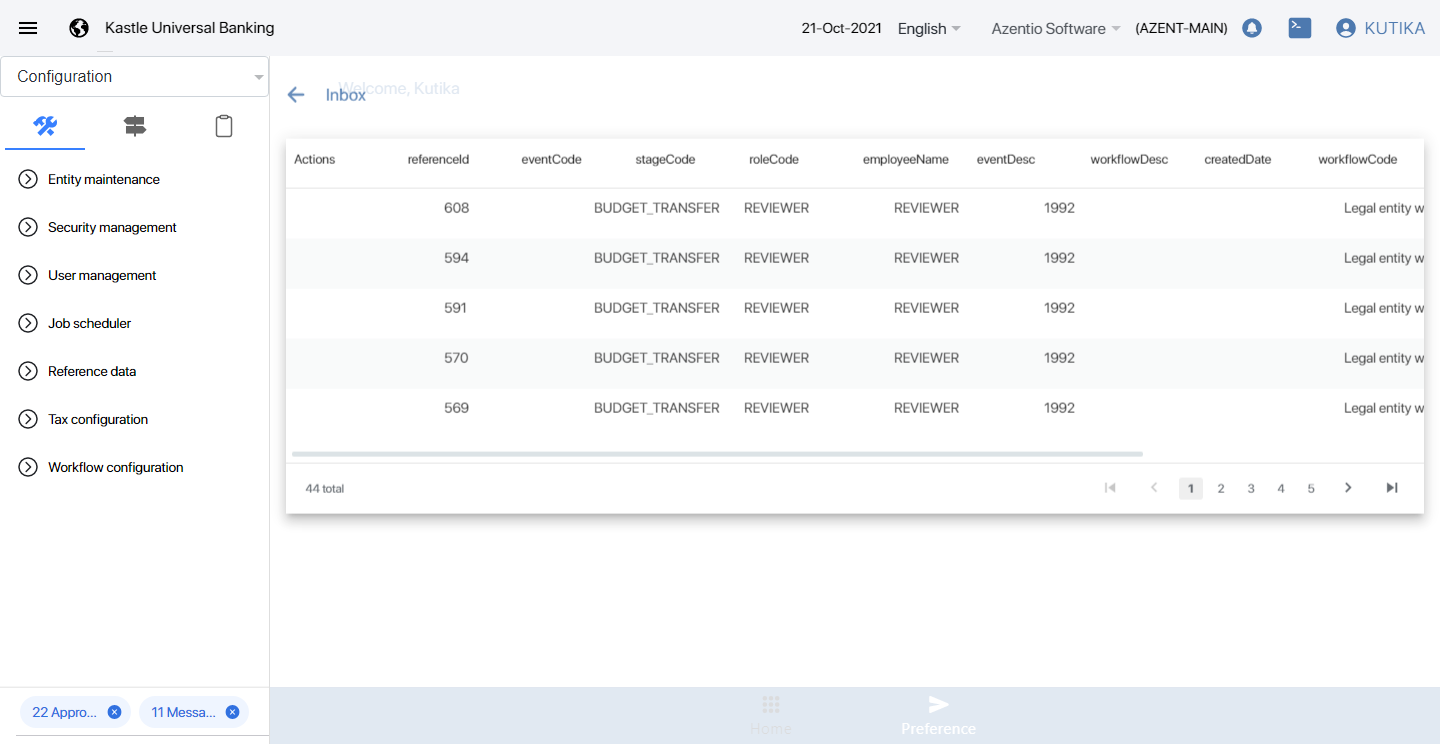 Kastle Universal Banking 21-Oct-2021 English Azentio Software (AZENT-MAIN) KUTIKA
Configuration
Entity maintenance
Security management
User management
Job scheduler
Reference data
Tax configuration
Workflow configuration
22 Appro... 11 Messa...
Welcome, Kutika
Inbox
Actions referenceId eventCode stageCode roleCode employeeName eventDesc workflowDesc createdDate workflowCode
608 BUDGET_TRANSFER REVIEWER REVIEWER 1992 Legal entity w
594 BUDGET_TRANSFER REVIEWER REVIEWER 1992 Legal entity w
591 BUDGET_TRANSFER REVIEWER REVIEWER 1992 Legal entity w
570 BUDGET_TRANSFER REVIEWER REVIEWER 1992 Legal entity w
569 BUDGET_TRANSFER REVIEWER REVIEWER 1992 Legal entity w
44 total 1 2 3 4 5
Home Preference